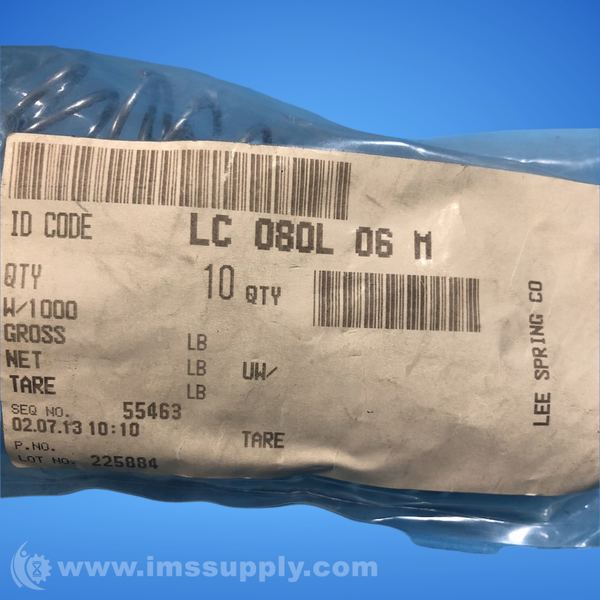 ID CODE LC 080L 06 M
QTY 10 QTY
W/1000
GROSS LB
NET LB UW/
TARE LB
SEQ NO. 55463
02.07.13 10:10 TARE
P.NO.
LOT NO. 225884
LEE SPRING CO
www.imssupply.com